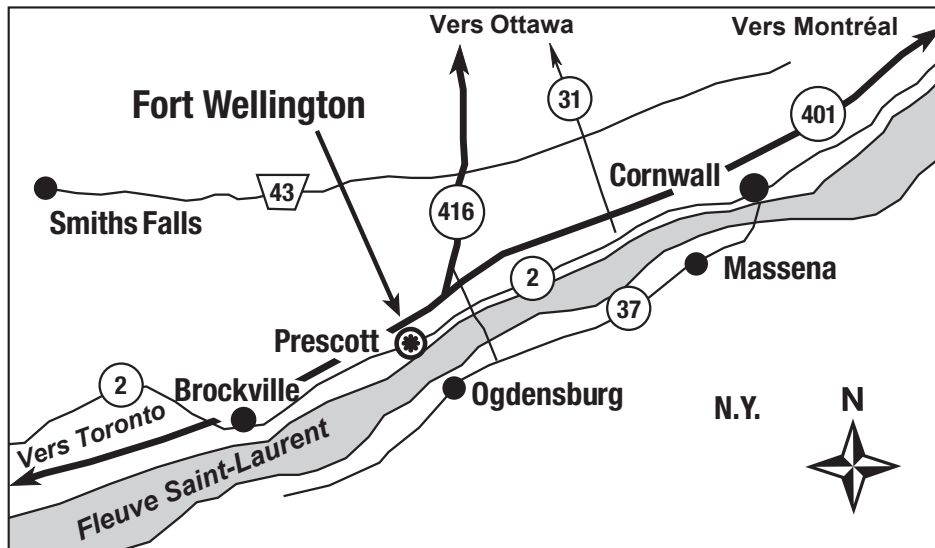 Vers Ottawa
Vers Montréal
31
Fort Wellington
401
43
Cornwall
Smiths Falls
416
2
Massena
37
Prescott
2
Brockville
Ogdensburg
N.Y.
N
Vers Toronto
Fleuve Saint-Laurent